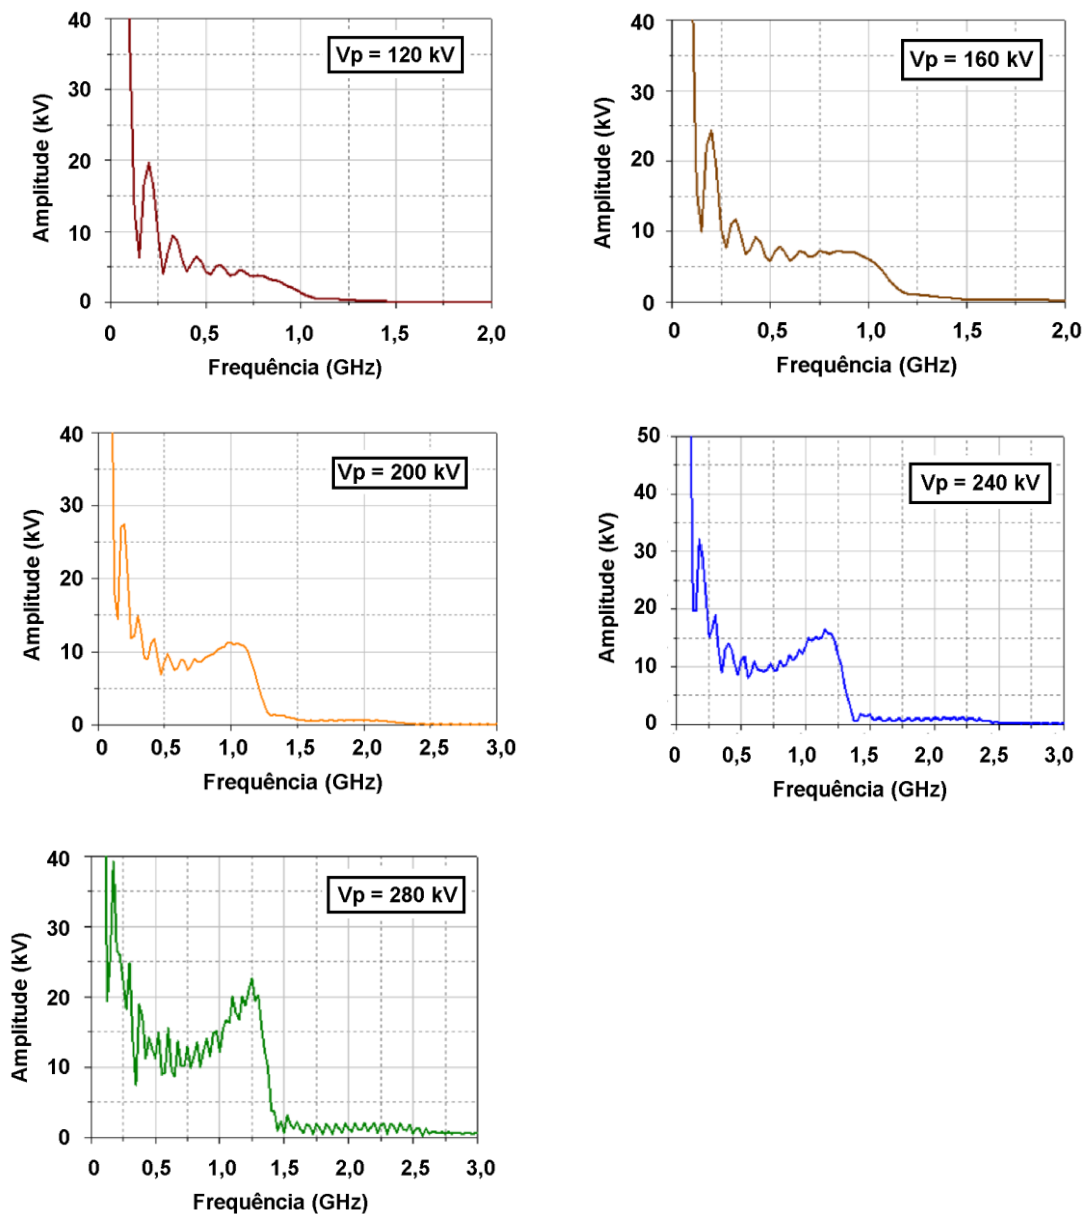 Vp = 120 kV
Amplitude (kV)
40
30
20
10
0
0 0,5 1,0 1,5 2,0
Frequência (GHz)
Vp = 160 kV
Amplitude (kV)
40
30
20
10
0
0 0,5 1,0 1,5 2,0
Frequência (GHz)
Vp = 200 kV
Amplitude (kV)
40
30
20
10
0
0 0,5 1,0 1,5 2,0 2,5 3,0
Frequência (GHz)
Vp = 240 kV
Amplitude (kV)
50
40
30
20
10
0
0 0,5 1,0 1,5 2,0 2,5 3,0
Frequência (GHz)
Vp = 280 kV
Amplitude (kV)
40
30
20
10
0
0 0,5 1,0 1,5 2,0 2,5 3,0
Frequência (GHz)